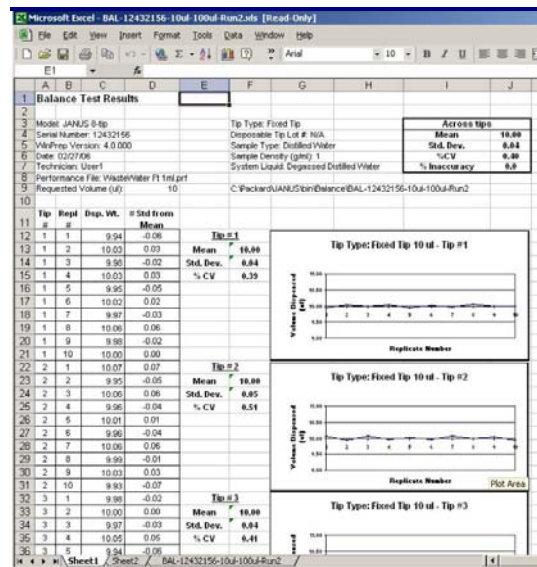 Microsoft Excel - BAL-12432156-10ul-100ul-Run2.xls [Read-Only]
File Edit View Insert Format Tools Data Window Help
Arial 10 B I U
E1 fx
A B C D E F G H I J
1 Balance Test Results
2
3 Model: JANUS 8-tip Tip Type: Fixed Tip Across tips
4 Serial Number: 12432156 Disposable Tip Lot #: N/A Mean 10.00
5 WinPrep Version: 4.0.000 Sample Type: Distilled Water Std. Dev. 0.04
6 Date: 02/27/06 Sample Density (g/ml): 1 %CV 0.40
7 Technician: User1 System Liquid: Degassed Distilled Water % Inaccuracy 0.0
8 Performance File: WasteWater Ft 1ml.prf
9 Requested Volume (ul): 10 C:\Packard\JANUS\bin\Balance\BAL-12432156-10ul-100ul-Run2
10
Tip Repl Dsp. Wt. # Std from
11 # # Mean
12 1 1 9.94 -0.06 Tip # 1
13 1 2 10.03 0.03 Mean 10.00
14 1 3 9.98 -0.02 Std. Dev. 0.04
15 1 4 10.03 0.03 % CV 0.39
16 1 5 9.95 -0.05
17 1 6 10.02 0.02
18 1 7 9.97 -0.03
19 1 8 10.06 0.06
20 1 9 9.98 -0.02
21 1 10 10.00 0.00
Tip Type: Fixed Tip 10 ul - Tip #1
Volume Dispensed (ul)
Replicate Number
22 2 1 10.07 0.07 Tip # 2
23 2 2 9.95 -0.05 Mean 10.00
24 2 3 10.06 0.06 Std. Dev. 0.05
25 2 4 9.96 -0.04 % CV 0.51
26 2 5 10.01 0.01
27 2 6 9.96 -0.04
28 2 7 10.06 0.06
29 2 8 9.99 -0.01
30 2 9 10.03 0.03
31 2 10 9.93 -0.07
Tip Type: Fixed Tip 10 ul - Tip #2
Volume Dispensed (ul)
Replicate Number
Plot Area
32 3 1 9.98 -0.02 Tip # 3
33 3 2 10.00 0.00 Mean 10.00
34 3 3 9.97 -0.03 Std. Dev. 0.04
35 3 4 10.05 0.05 % CV 0.41
36 3 5 9.94 -0.06
Tip Type: Fixed Tip 10 ul - Tip #3
Sheet1 Sheet2 BAL-12432156-10ul-100ul-Run2